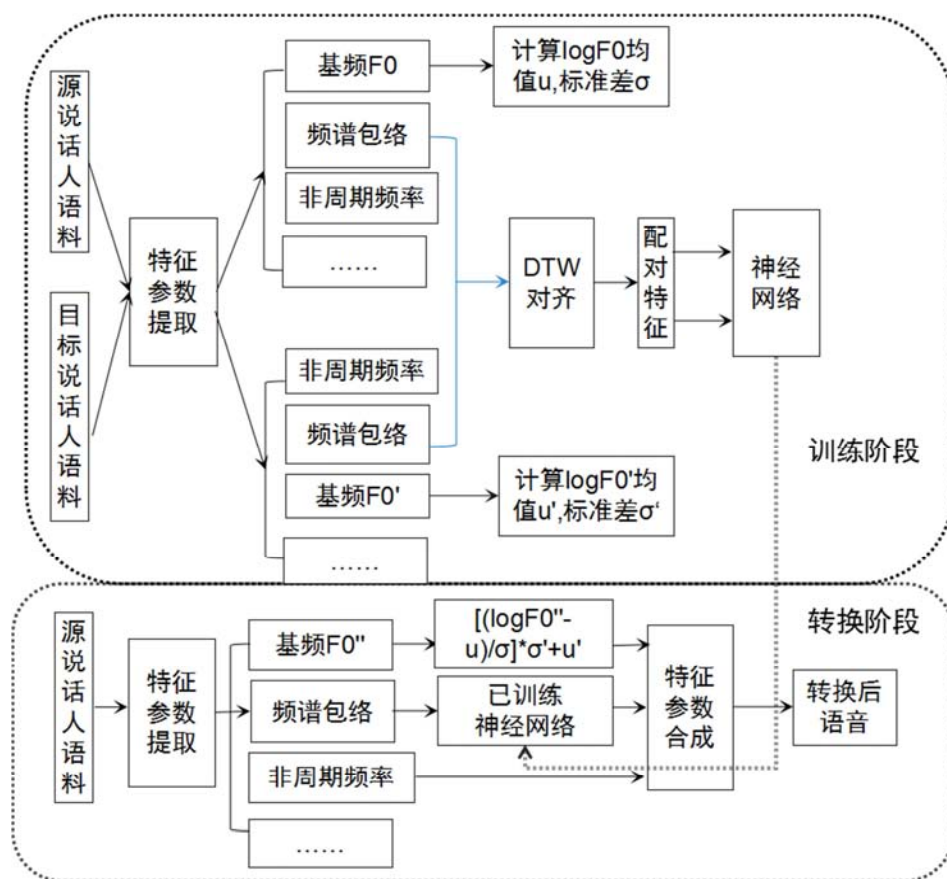 源说话人语料
目标说话人语料
特征
参数
提取
基频F0
频谱包络
非周期频率
……
计算logF0均
值u,标准差σ
非周期频率
频谱包络
基频F0'
……
计算logF0'均
值u',标准差σ‘
DTW
对齐
配对特征
神经
网络
训练阶段
转换阶段
源说话人语料
特征
参数
提取
基频F0"
频谱包络
非周期频率
……
[(logF0"-
u)/σ]*σ'+u'
已训练
神经网络
特征
参数
合成
转换后
语音